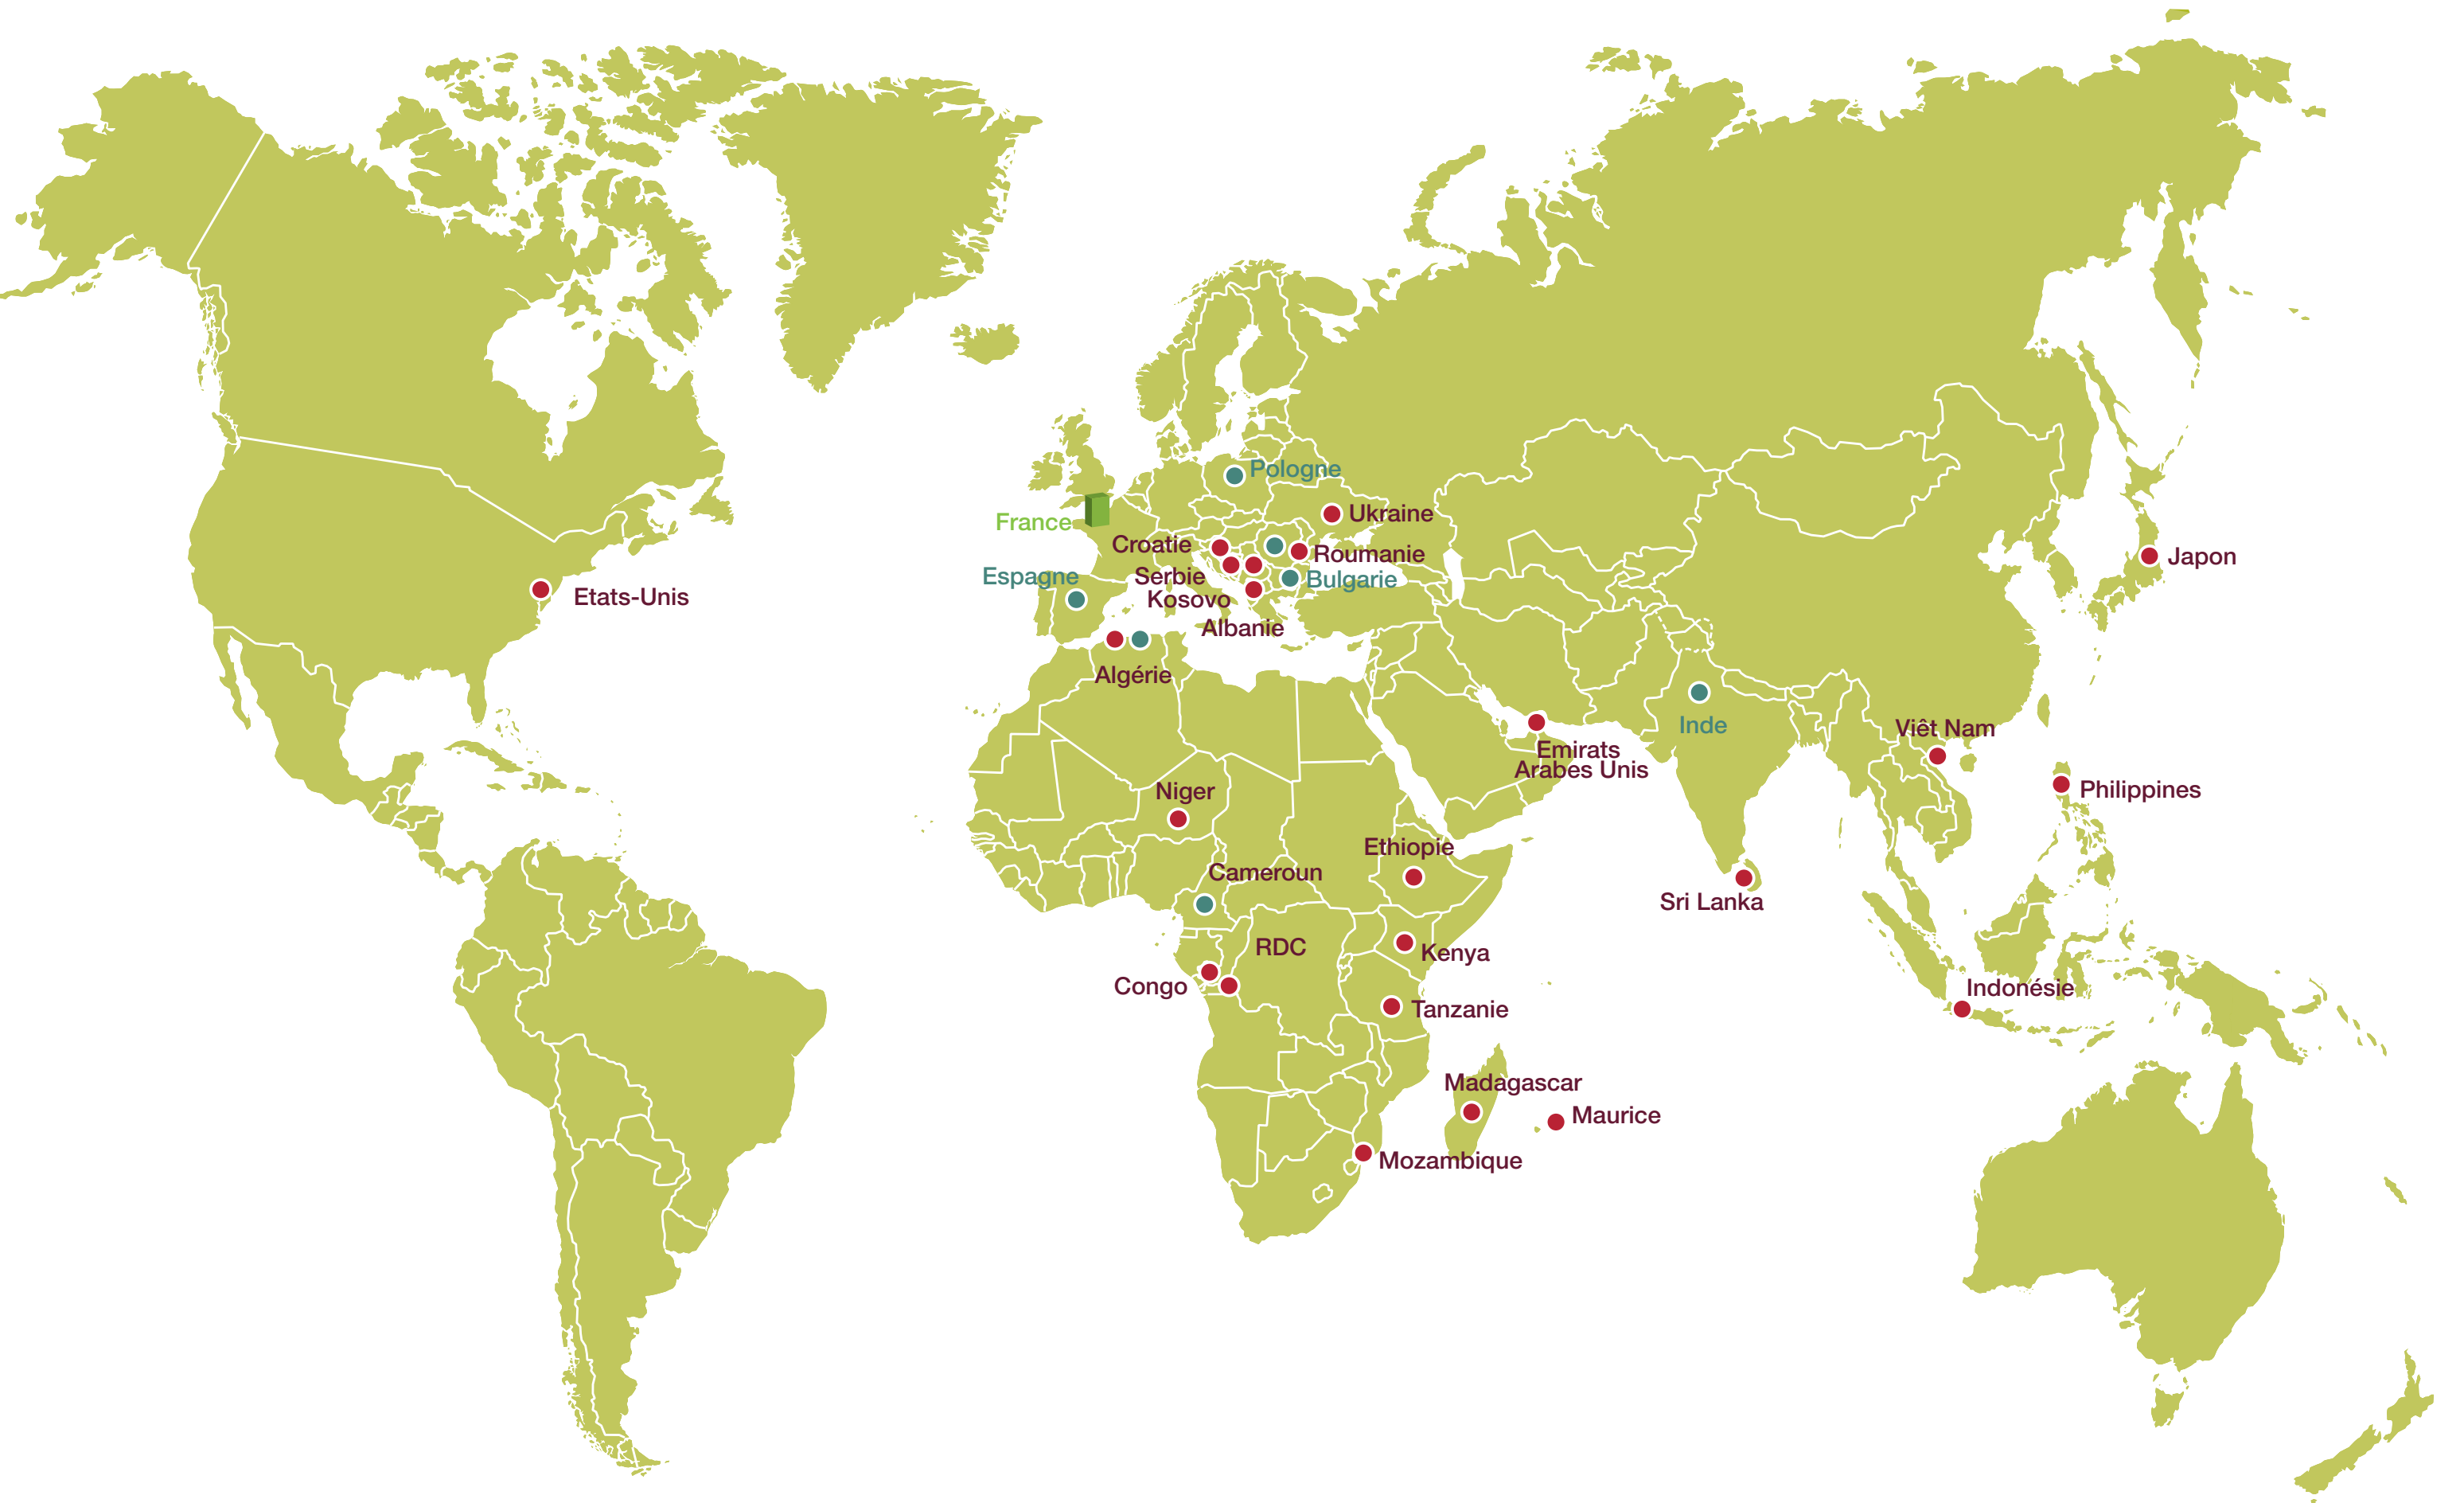 Pologne
Ukraine
France
Croatie
Roumanie
Japon
Espagne
Serbie
Bulgarie
Etats-Unis
Kosovo
Albanie
Algérie
Inde
Viêt Nam
Emirats
Arabes Unis
Niger
Philippines
Ethiopie
Cameroun
Sri Lanka
RDC
Kenya
Congo
Indonésie
Tanzanie
Madagascar
Maurice
Mozambique